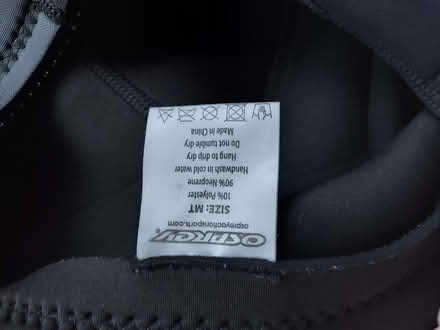 OSPREY
ospreyactionsports.com
SIZE: MT
10% Polyester
90% Neoprene
Handwash in cold water
Hang to drip dry
Do not tumble dry
Made in China